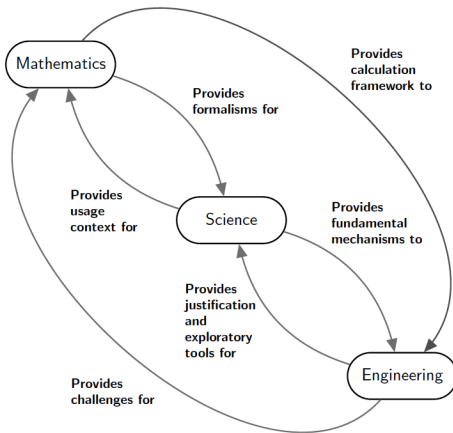 Mathematics
Provides
calculation
framework to
Provides
formalisms for
Provides
usage
context for
Science
Provides
fundamental
mechanisms to
Provides
justification
and
exploratory
tools for
Engineering
Provides
challenges for